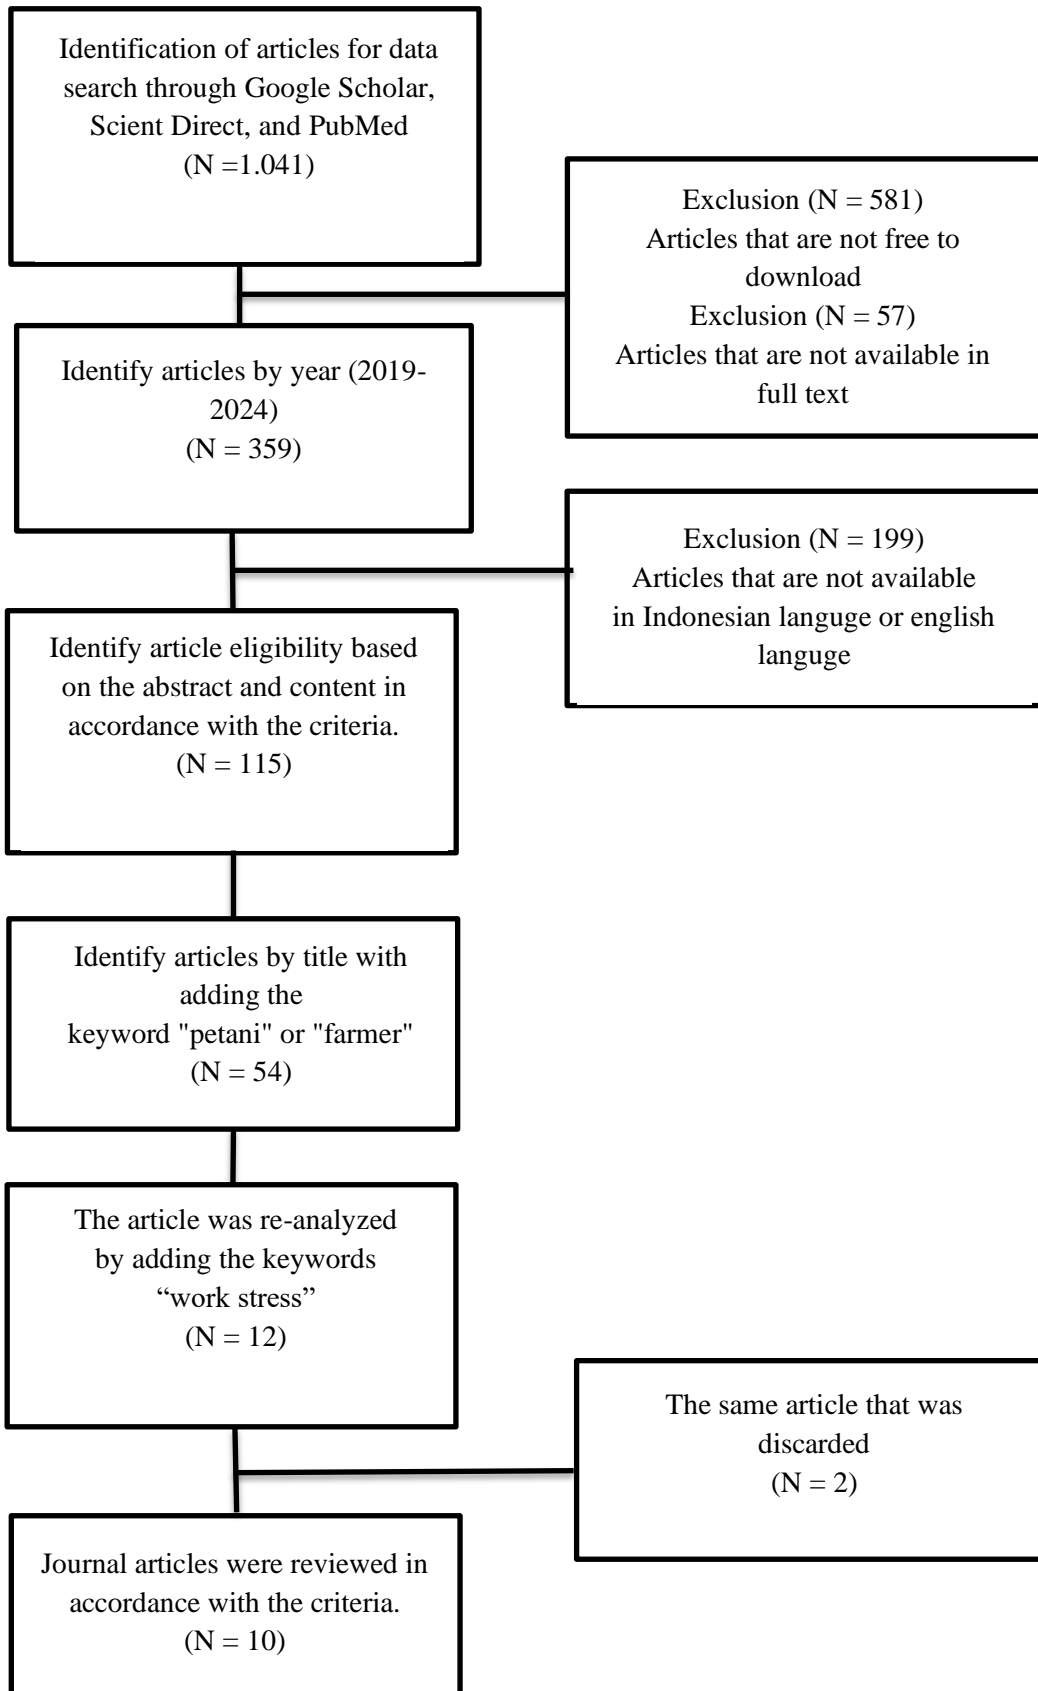 Identification of articles for data
search through Google Scholar,
Scient Direct, and PubMed
(N =1.041)
Exclusion (N = 581)
Articles that are not free to
download
Exclusion (N = 57)
Articles that are not available in
full text
Identify articles by year (2019-
2024)
(N = 359)
Exclusion (N = 199)
Articles that are not available
in Indonesian languge or english
languge
Identify article eligibility based
on the abstract and content in
accordance with the criteria.
(N = 115)
Identify articles by title with
adding the
keyword "petani" or "farmer"
(N = 54)
The article was re-analyzed
by adding the keywords
“work stress”
(N = 12)
The same article that was
discarded
(N = 2)
Journal articles were reviewed in
accordance with the criteria.
(N = 10)